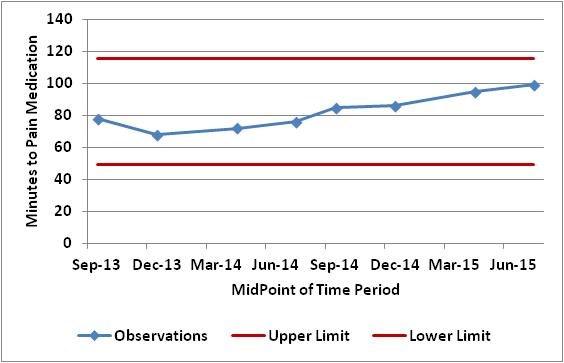 140
120
100
80
60
40
20
0
Minutes to Pain Medication
Sep-13 Dec-13 Mar-14 Jun-14 Sep-14 Dec-14 Mar-15 Jun-15
MidPoint of Time Period
Observations Upper Limit Lower Limit